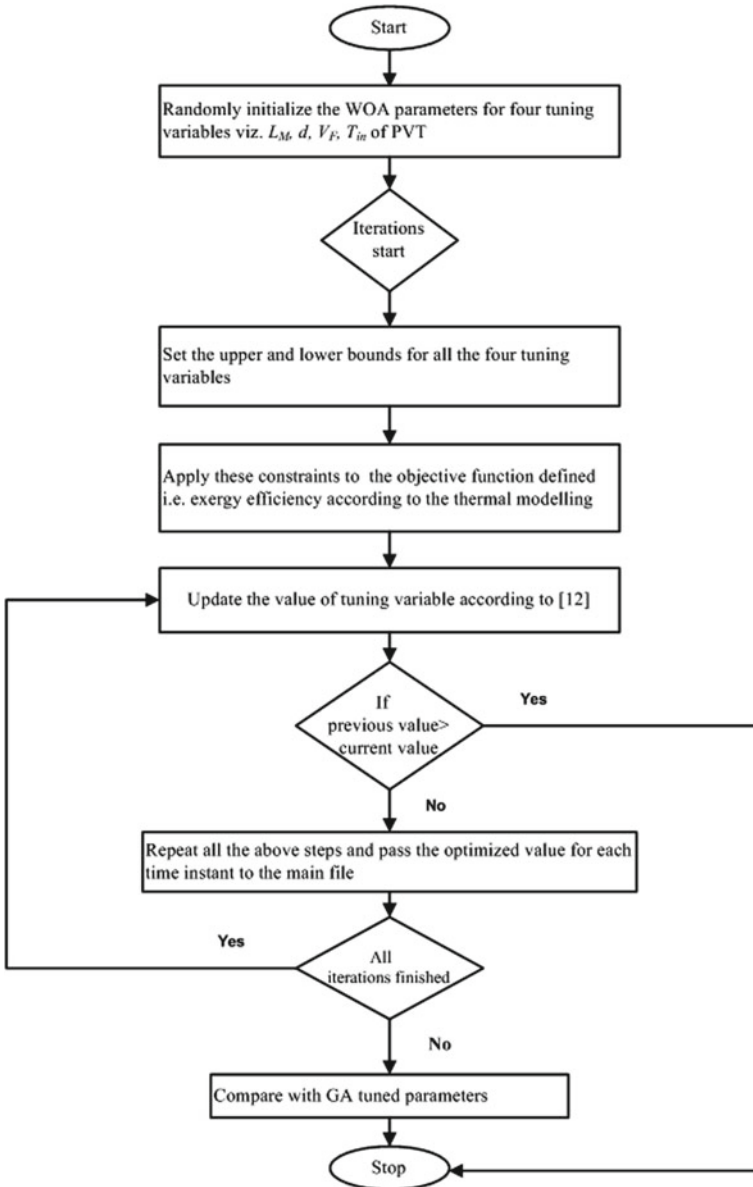 Start
Randomly initialize the WOA parameters for four tuning
variables viz. L_M, d, V_F, T_in of PVT
Iterations
start
Set the upper and lower bounds for all the four tuning
variables
Apply these constraints to the objective function defined
i.e. exergy efficiency according to the thermal modelling
Update the value of tuning variable according to [12]
If
previous value>
current value
Yes
No
Repeat all the above steps and pass the optimized value for each
time instant to the main file
Yes
All
iterations finished
No
Compare with GA tuned parameters
Stop